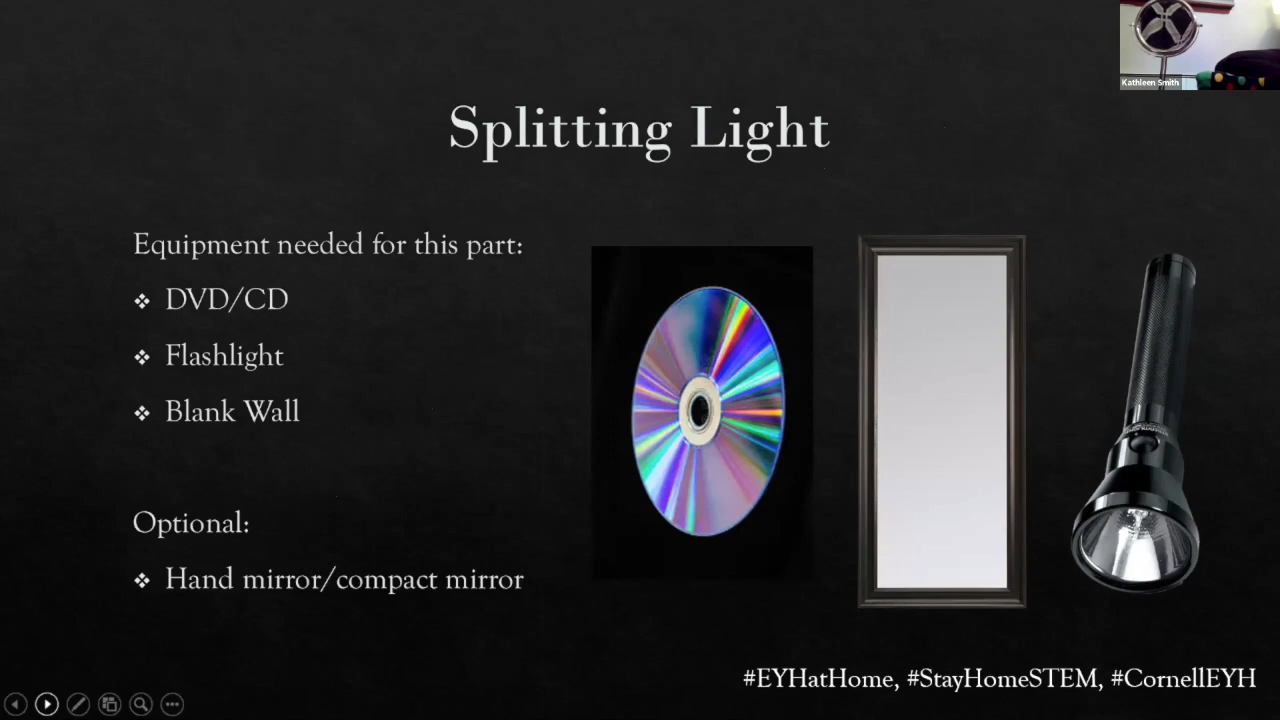 Kathleen Smith
Splitting Light
Equipment needed for this part:
DVD/CD
Flashlight
Blank Wall
Optional:
Hand mirror/compact mirror
#EYHatHome, #StayHomeSTEM, #CornellEYH